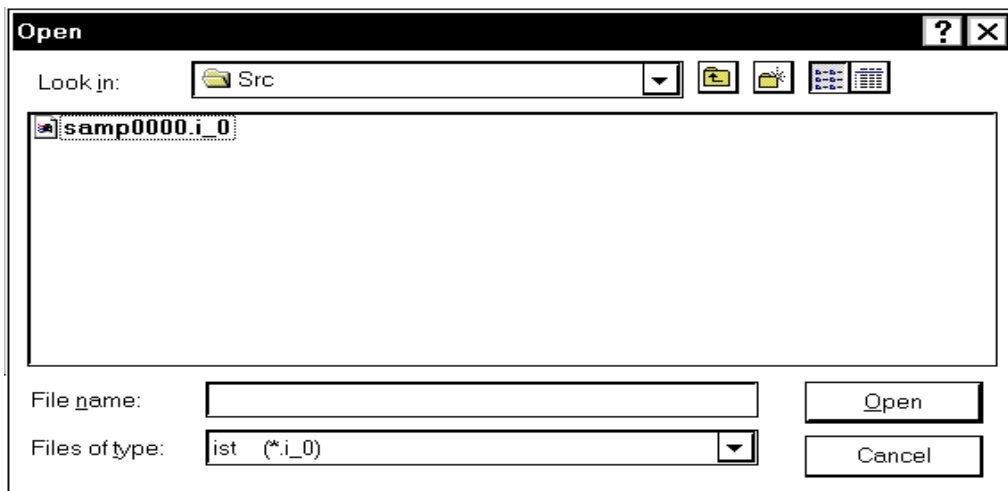 Open
Look in: Src
samp0000.i_0
File name:
Open
Files of type: ist (*.i_0)
Cancel